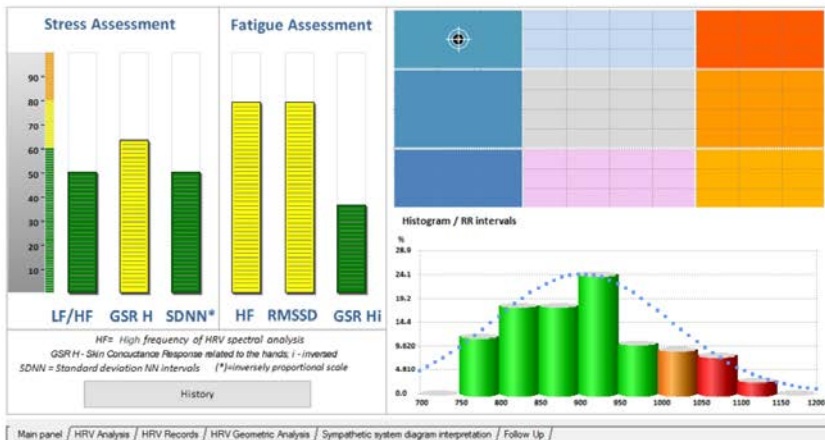 Stress Assessment
Fatigue Assessment
90
80
70
60
50
40
30
20
10
LF/HF GSR H SDNN* HF RMSSD GSR Hi
HF= High frequency of HRV spectral analysis
GSR H - Skin Conductance Response related to the hands; i - inversed
SDNN = Standard deviation NN intervals (*)=inversely proportional scale
History
Histogram / RR intervals
%
28.9
24.1
19.2
14.4
9.620
4.810
0.0
700 750 800 850 900 950 1000 1050 1100 1150 1200
Main panel / HRV Analysis / HRV Records / HRV Geometric Analysis / Sympathetic system diagram interpretation / Follow Up /